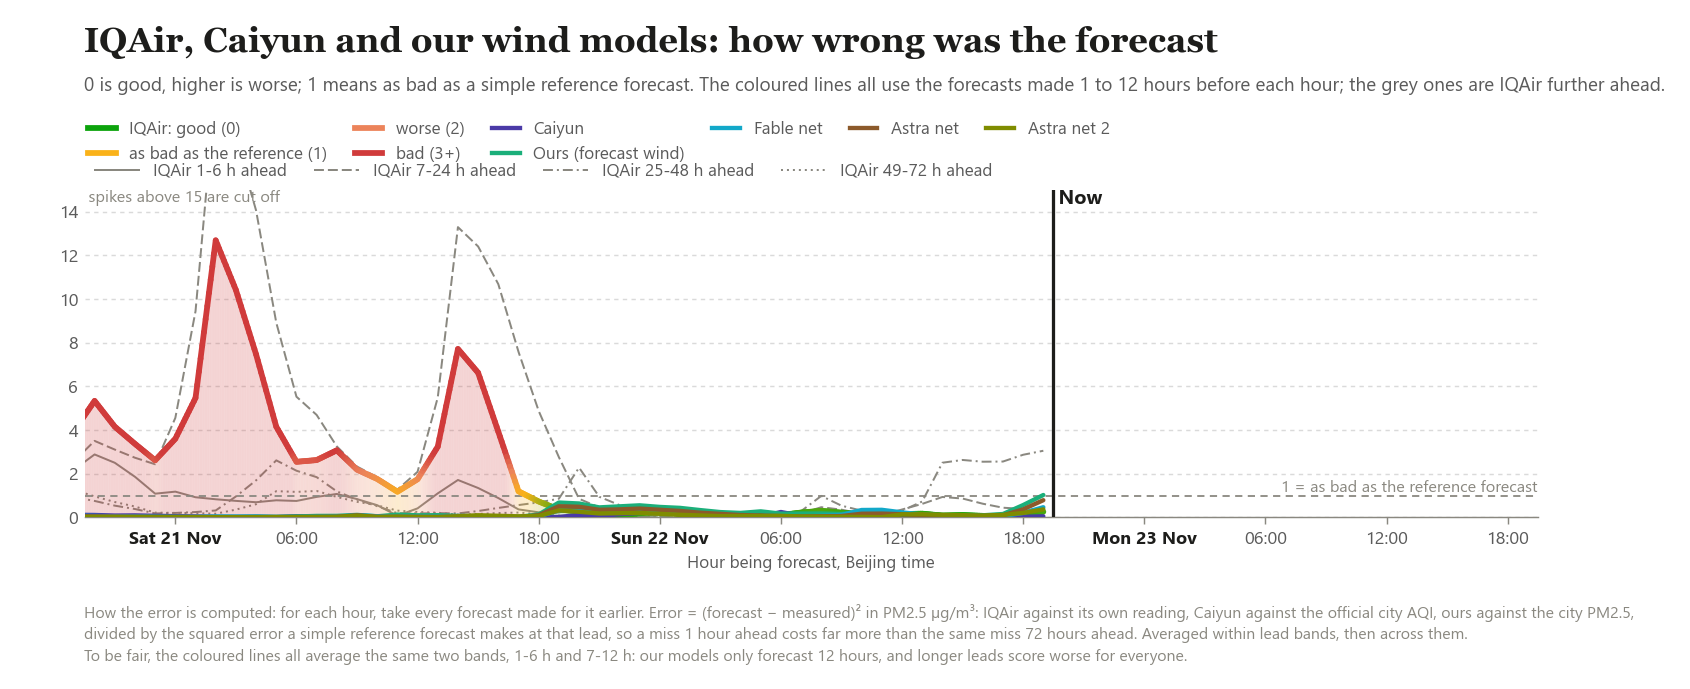 IQAir, Caiyun and our wind models: how wrong was the forecast
0 is good, higher is worse; 1 means as bad as a simple reference forecast. The coloured lines all use the forecasts made 1 to 12 hours before each hour; the grey ones are IQAir further ahead.
IQAir: good (0) worse (2) Caiyun Fable net Astra net Astra net 2
as bad as the reference (1) bad (3+) Ours (forecast wind)
IQAir 1-6 h ahead IQAir 7-24 h ahead IQAir 25-48 h ahead IQAir 49-72 h ahead
spikes above 15 are cut off
Now
14
12
10
8
6
4
2
1 = as bad as the reference forecast
0
Sat 21 Nov 06:00 12:00 18:00 Sun 22 Nov 06:00 12:00 18:00 Mon 23 Nov 06:00 12:00 18:00
Hour being forecast, Beijing time
How the error is computed: for each hour, take every forecast made for it earlier. Error = (forecast − measured)² in PM2.5 µg/m³: IQAir against its own reading, Caiyun against the official city AQI, ours against the city PM2.5,
divided by the squared error a simple reference forecast makes at that lead, so a miss 1 hour ahead costs far more than the same miss 72 hours ahead. Averaged within lead bands, then across them.
To be fair, the coloured lines all average the same two bands, 1-6 h and 7-12 h: our models only forecast 12 hours, and longer leads score worse for everyone.